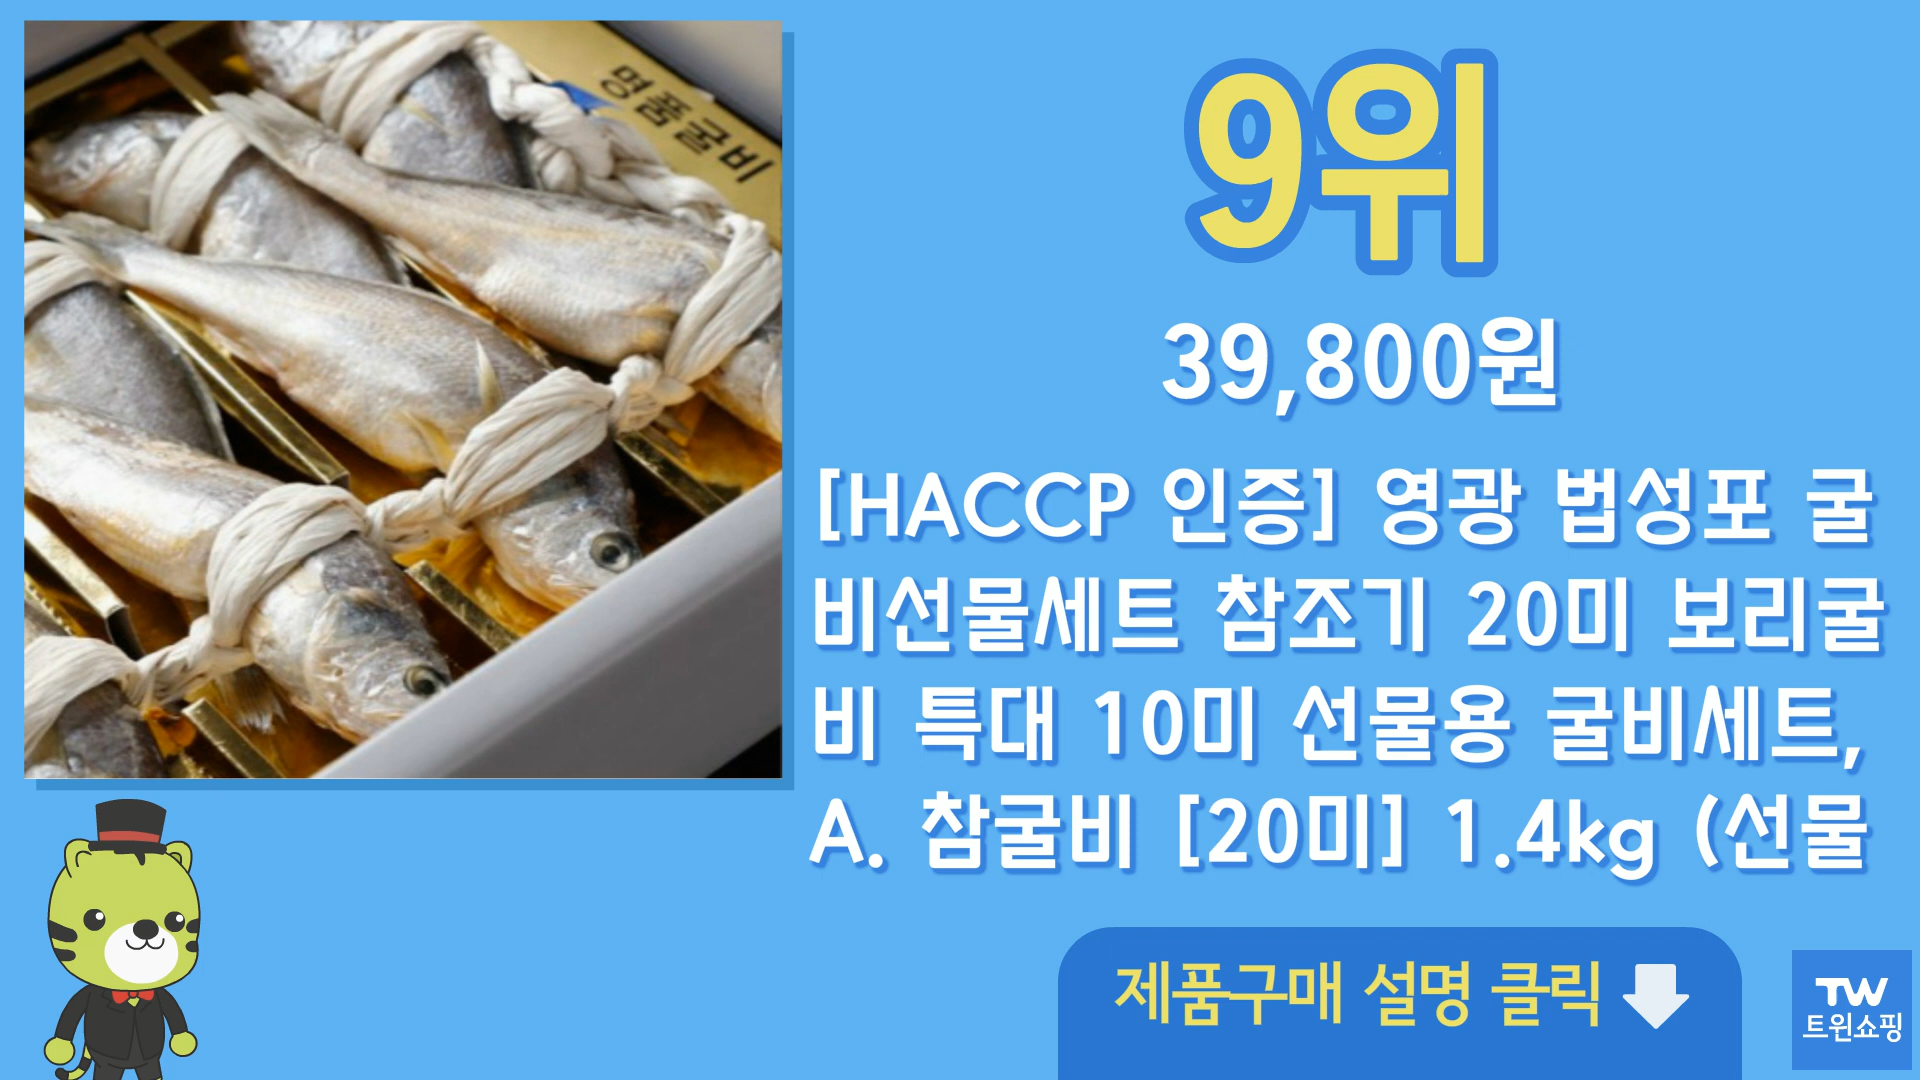 명품굴비
9위
39,800원
[HACCP 인증] 영광 법성포 굴
비선물세트 참조기 20미 보리굴
비 특대 10미 선물용 굴비세트,
A. 참굴비 [20미] 1.4kg (선물
제품구매 설명 클릭
TW
트윈쇼핑